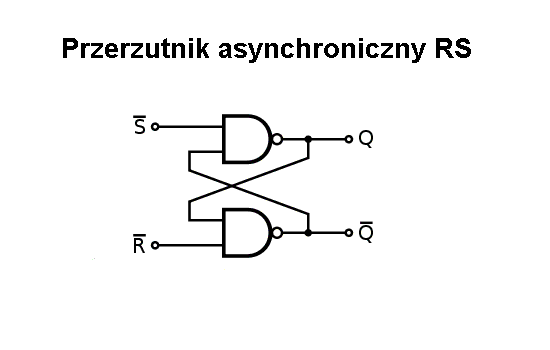 Przerzutnik asynchroniczny RS
S̅ Q
R̅ Q̅